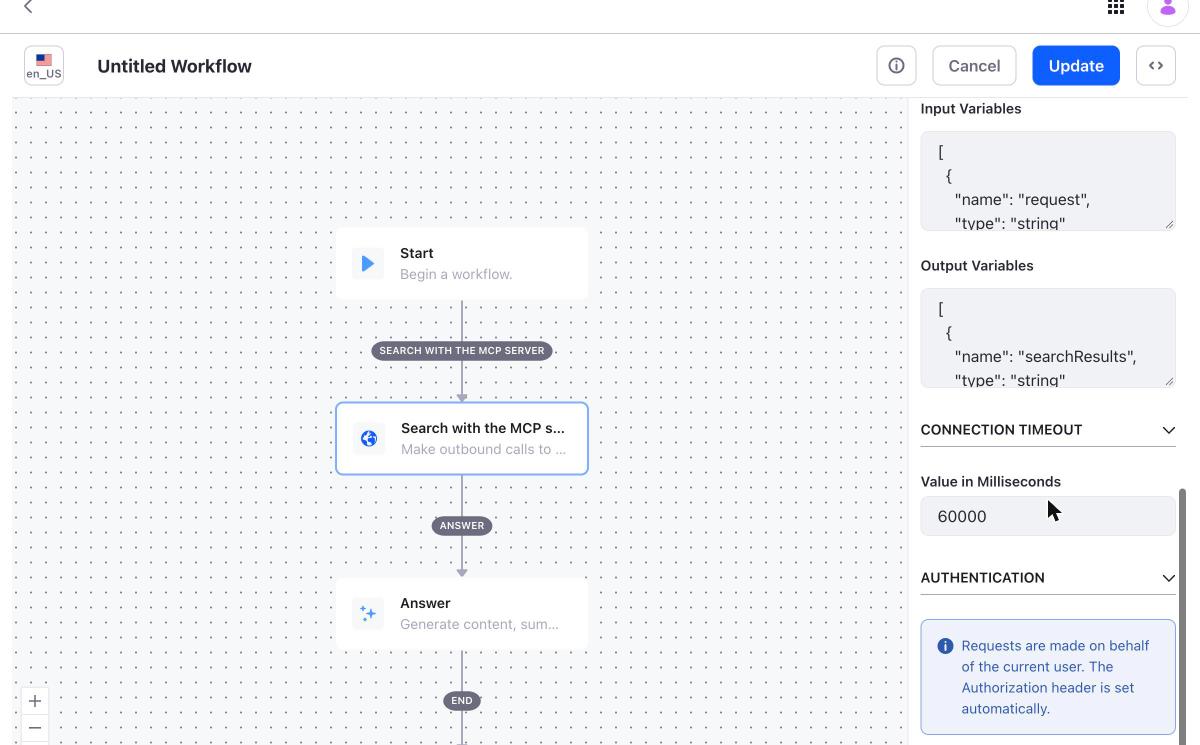 en_US
Untitled Workflow
Cancel
Update
Start
Begin a workflow.
SEARCH WITH THE MCP SERVER
Search with the MCP s...
Make outbound calls to ...
ANSWER
Answer
Generate content, sum...
END
Input Variables
[
{
"name": "request",
"type": "string"
Output Variables
[
{
"name": "searchResults",
"type": "string"
CONNECTION TIMEOUT
Value in Milliseconds
60000
AUTHENTICATION
Requests are made on behalf
of the current user. The
Authorization header is set
automatically.